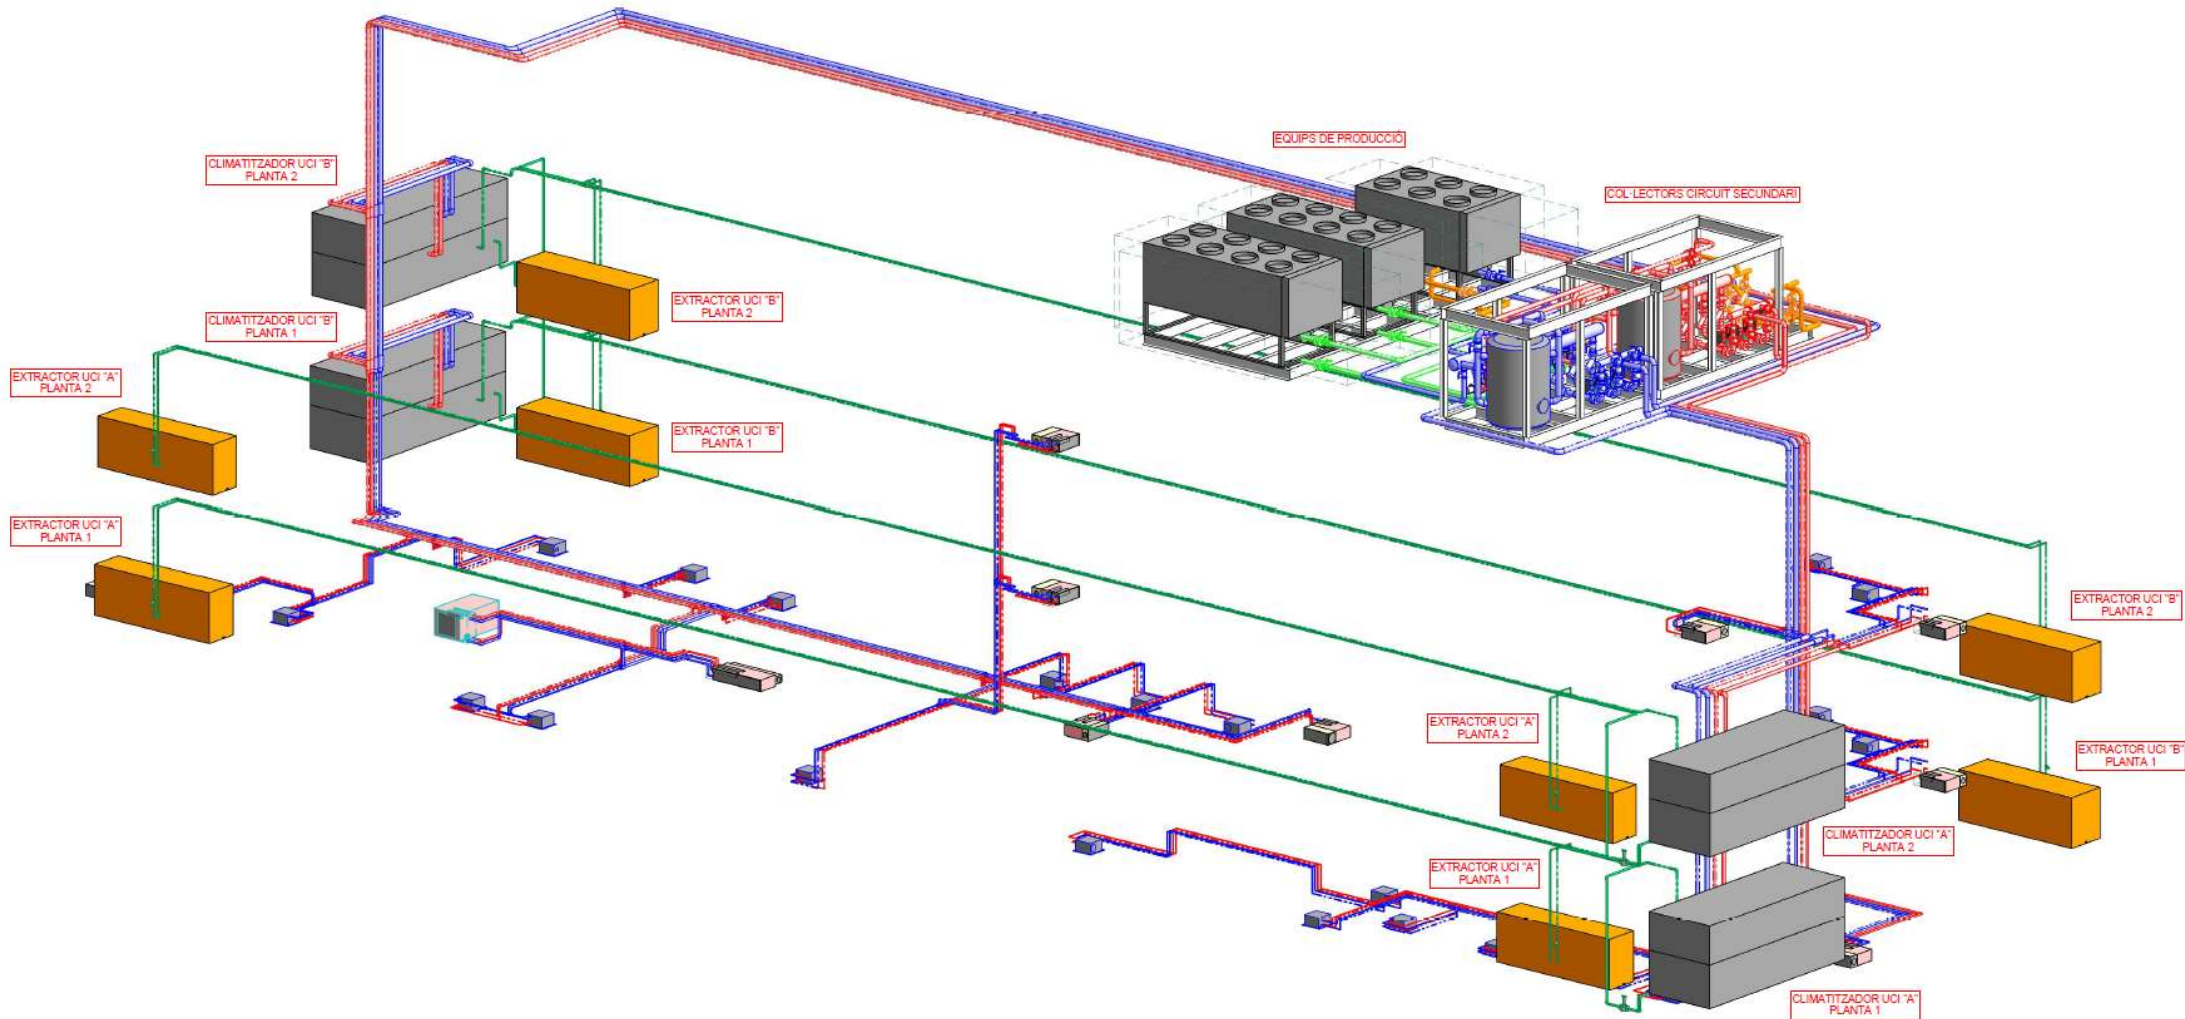 EQUIPS DE PRODUCCIÓ
CLIMATITZADOR UCI "B"
PLANTA 2
COL·LECTORS CIRCUIT SECUNDARI
EXTRACTOR UCI "B"
PLANTA 2
CLIMATITZADOR UCI "B"
PLANTA 1
EXTRACTOR UCI "A"
PLANTA 2
EXTRACTOR UCI "B"
PLANTA 1
EXTRACTOR UCI "A"
PLANTA 1
EXTRACTOR UCI "B"
PLANTA 2
EXTRACTOR UCI "A"
PLANTA 2
EXTRACTOR UCI "B"
PLANTA 1
CLIMATITZADOR UCI "A"
PLANTA 2
EXTRACTOR UCI "A"
PLANTA 1
CLIMATITZADOR UCI "A"
PLANTA 1